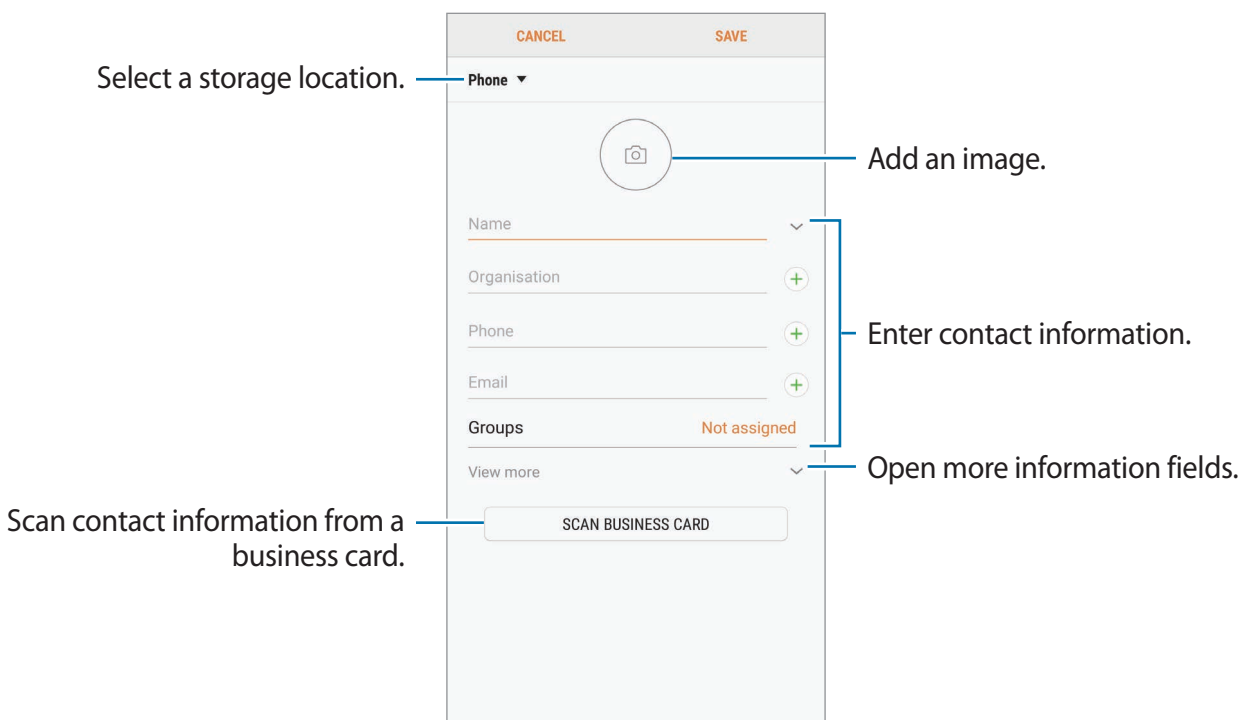 CANCEL SAVE
Select a storage location.
Phone
Add an image.
Name
Organisation
Phone
Enter contact information.
Email
Groups Not assigned
View more
Open more information fields.
Scan contact information from a
business card.
SCAN BUSINESS CARD